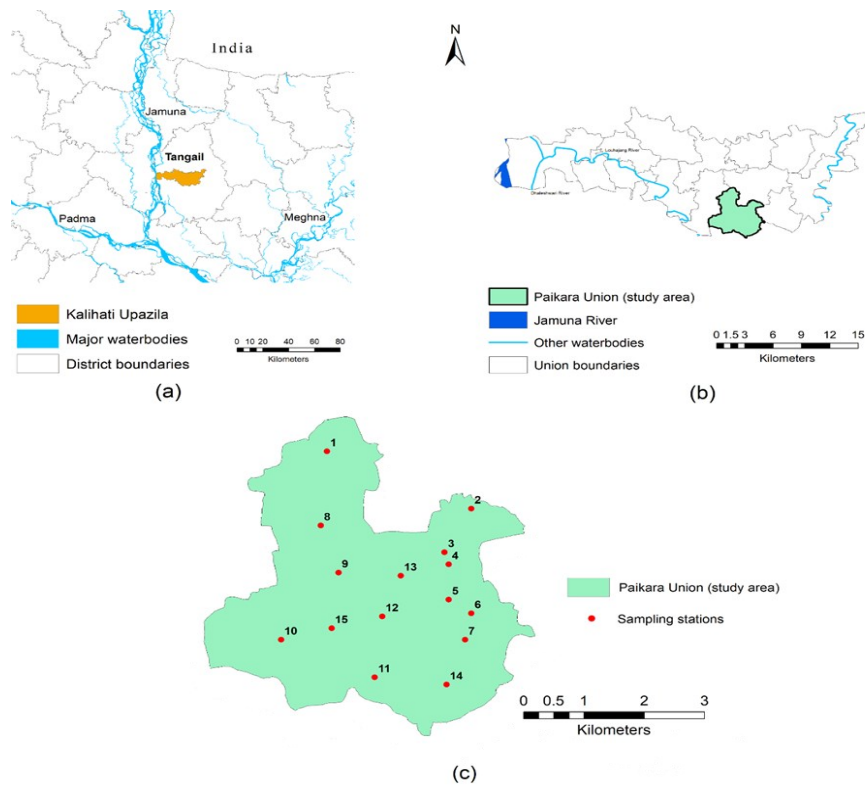 India
Jamuna
Tangail
Padma
Meghna
Kalihati Upazila
Major waterbodies
District boundaries
0 10 20 40 60 80
Kilometers
(a)
N
Louhajang River
Dhaleshwari River
Paikara Union (study area)
Jamuna River
Other waterbodies
Union boundaries
0 1.5 3 6 9 12 15
Kilometers
(b)
1
2
8
3
4
9
13
5
6
12
15
10
7
11
14
Paikara Union (study area)
Sampling stations
0 0.5 1 2 3
Kilometers
(c)